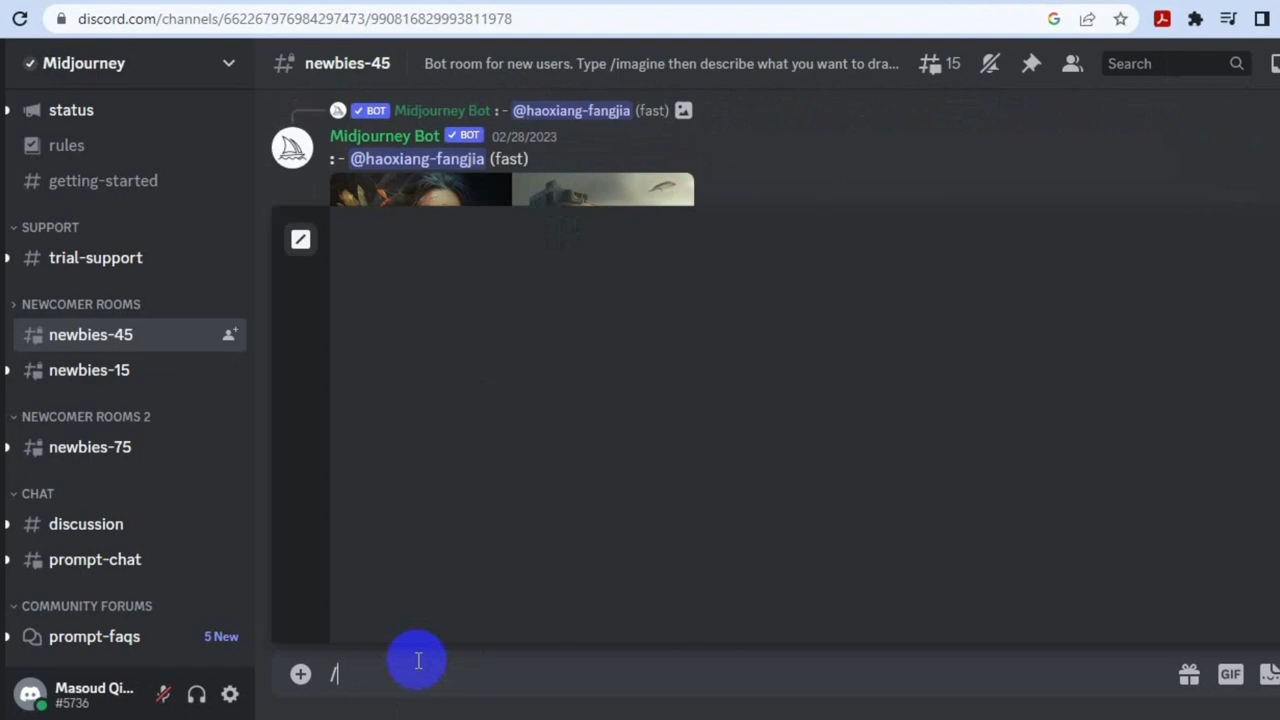 discord.com/channels/662267976984297473/990816829993811978
Midjourney
newbies-45
Bot room for new users. Type /imagine then describe what you want to dra...
15
Search
status
rules
getting-started
SUPPORT
trial-support
NEWCOMER ROOMS
newbies-45
newbies-15
NEWCOMER ROOMS 2
newbies-75
CHAT
discussion
prompt-chat
COMMUNITY FORUMS
prompt-faqs
5 New
Masoud Qi...
#5736
BOT Midjourney Bot : - @haoxiang-fangjia (fast)
Midjourney Bot BOT 02/28/2023
: - @haoxiang-fangjia (fast)
/
GIF